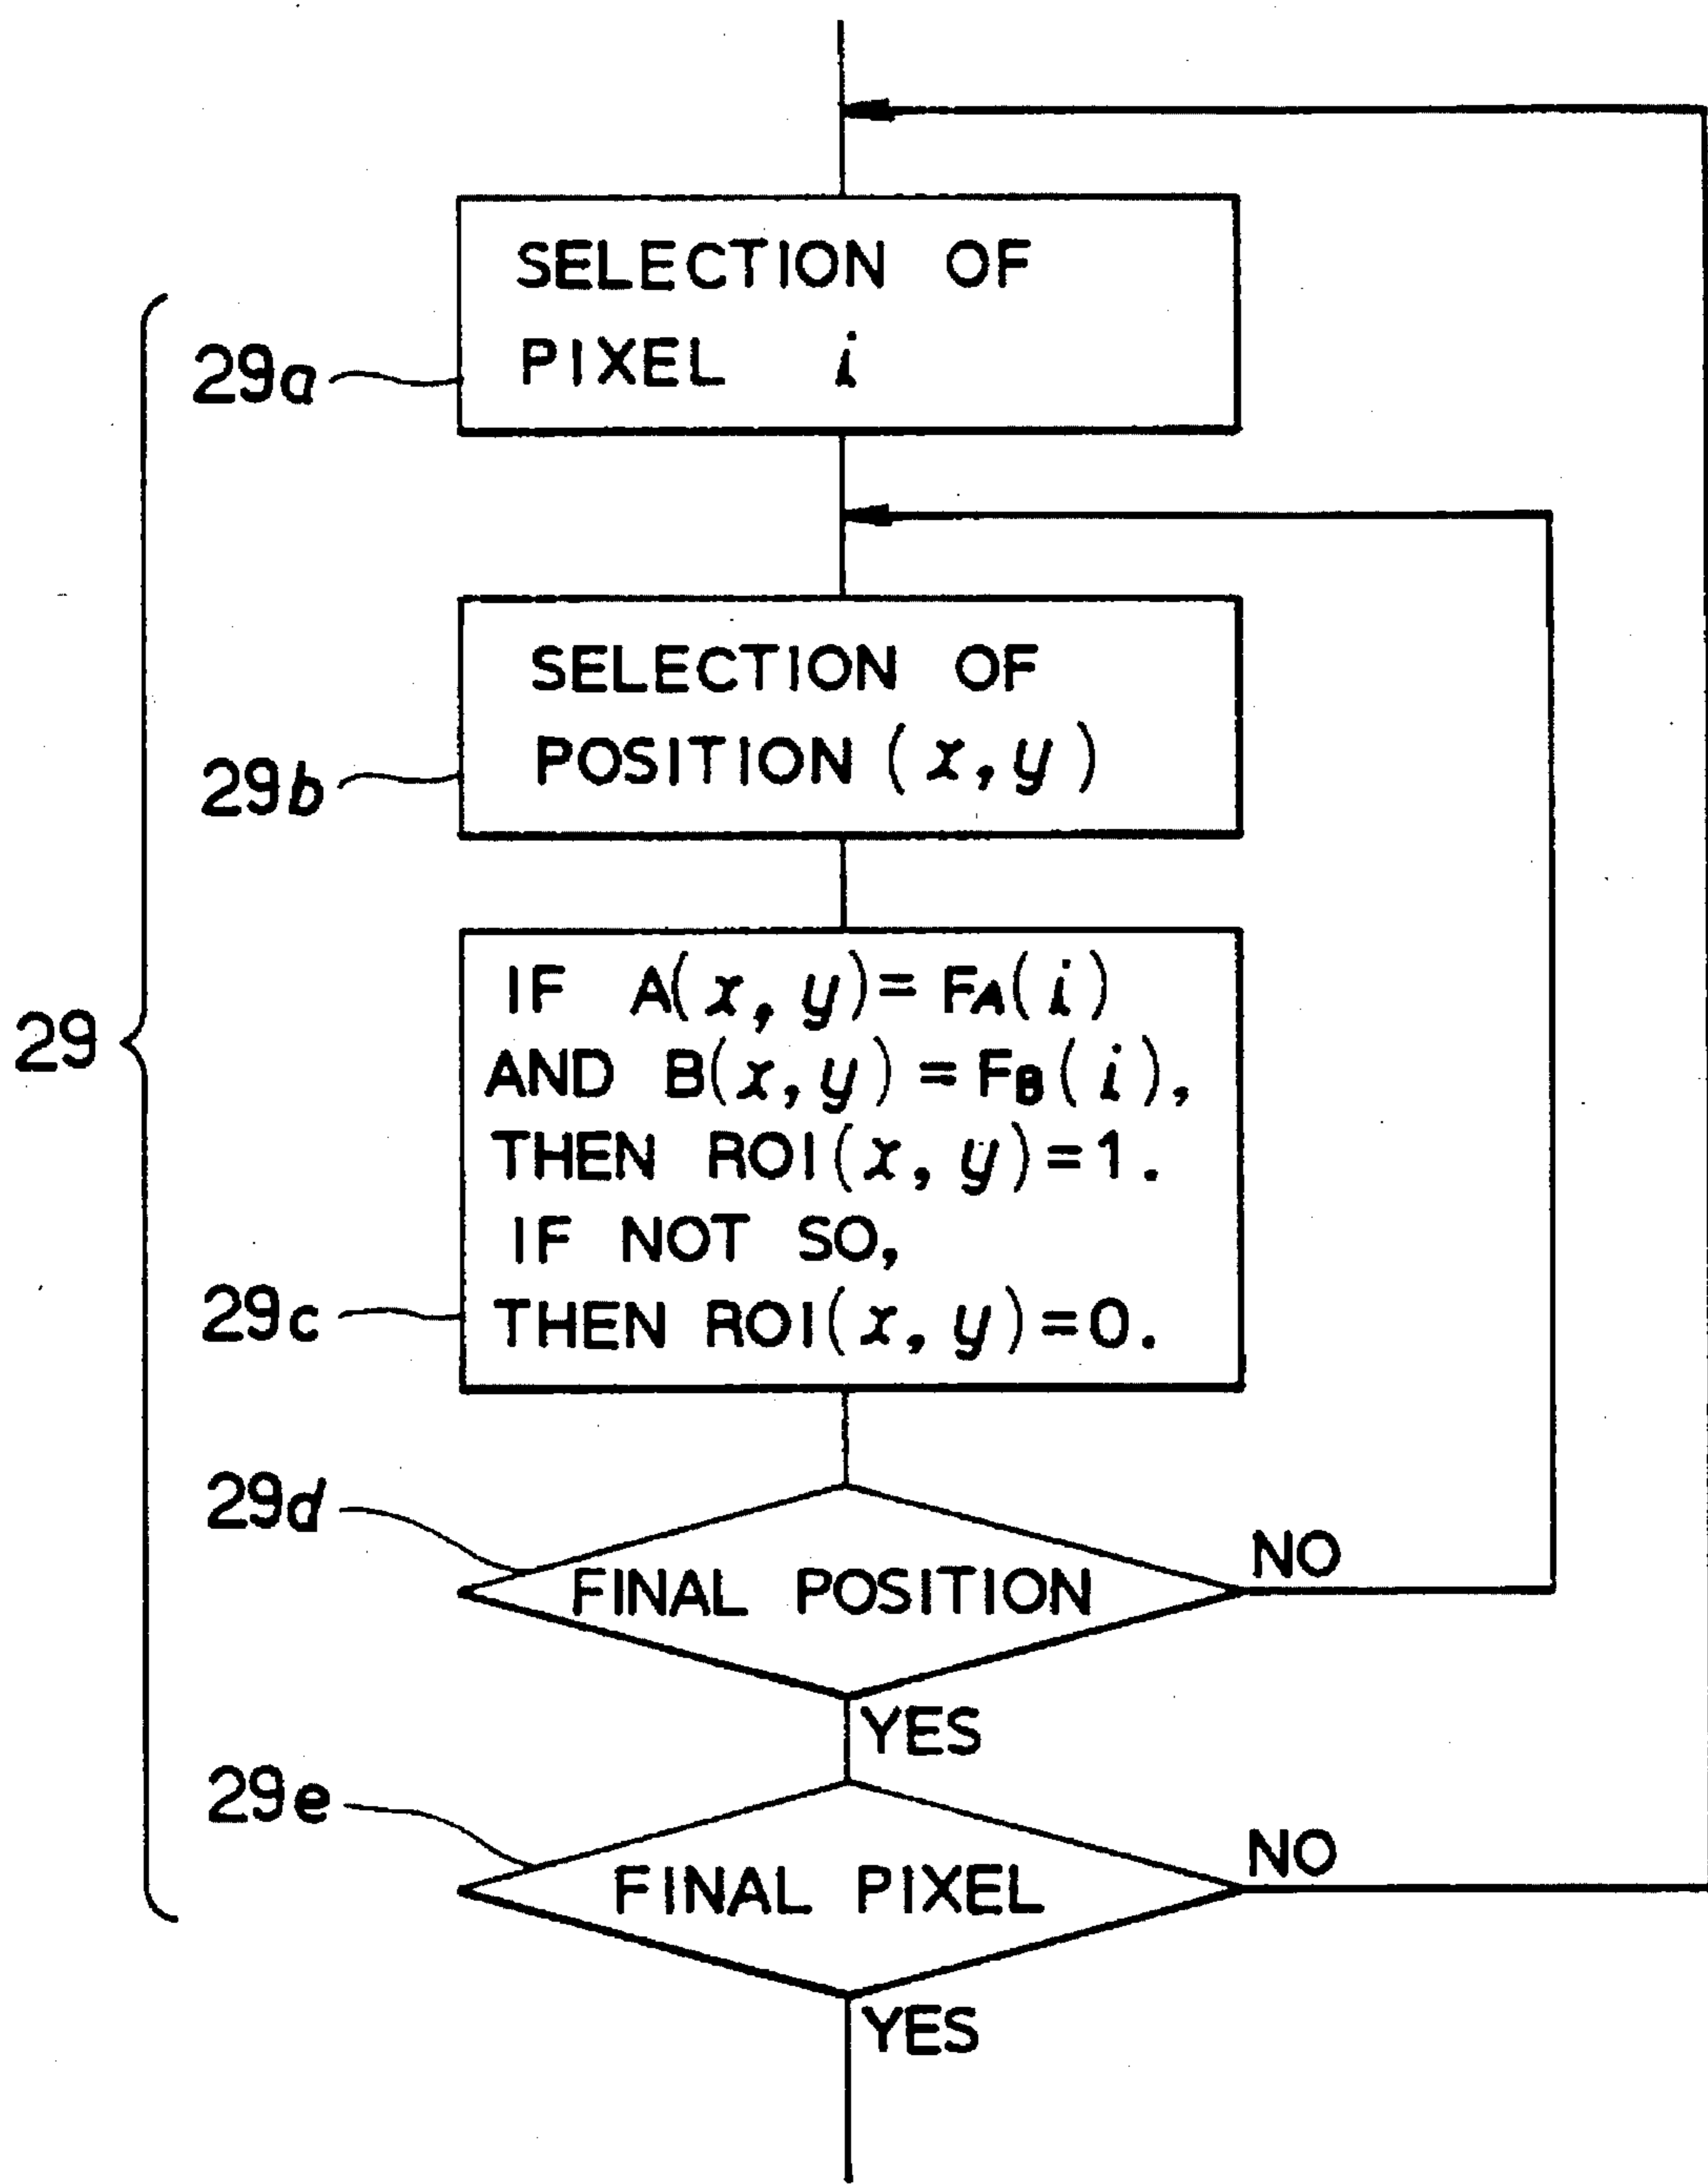 SELECTION OF
PIXEL i
29a
SELECTION OF
POSITION (x, y)
29b
29
IF A(x, y) = FA(i)
AND B(x, y) = FB(i),
THEN ROI(x, y) = 1.
IF NOT SO,
THEN ROI(x, y) = 0.
29c
29d
FINAL POSITION
NO
YES
29e
FINAL PIXEL
NO
YES